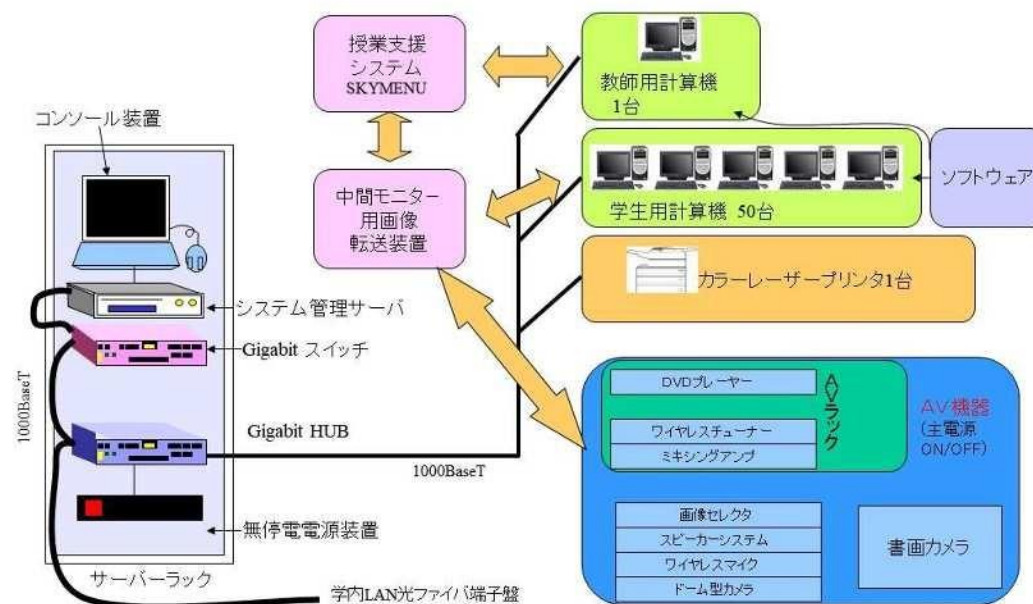 授業支援
システム
SKYMENU
教師用計算機
1台
コンソール装置
中間モニター
用画像
転送装置
学生用計算機 50台
ソフトウェア
カラーレーザープリンタ1台
システム管理サーバ
Gigabit スイッチ
1000BaseT
Gigabit HUB
1000BaseT
無停電電源装置
サーバーラック
学内LAN光ファイバ端子盤
DVDプレーヤー
ワイヤレスチューナー
ミキシングアンプ
AVラック
AV機器
(主電源
ON/OFF)
画像セレクタ
スピーカーシステム
ワイヤレスマイク
ドーム型カメラ
書画カメラ